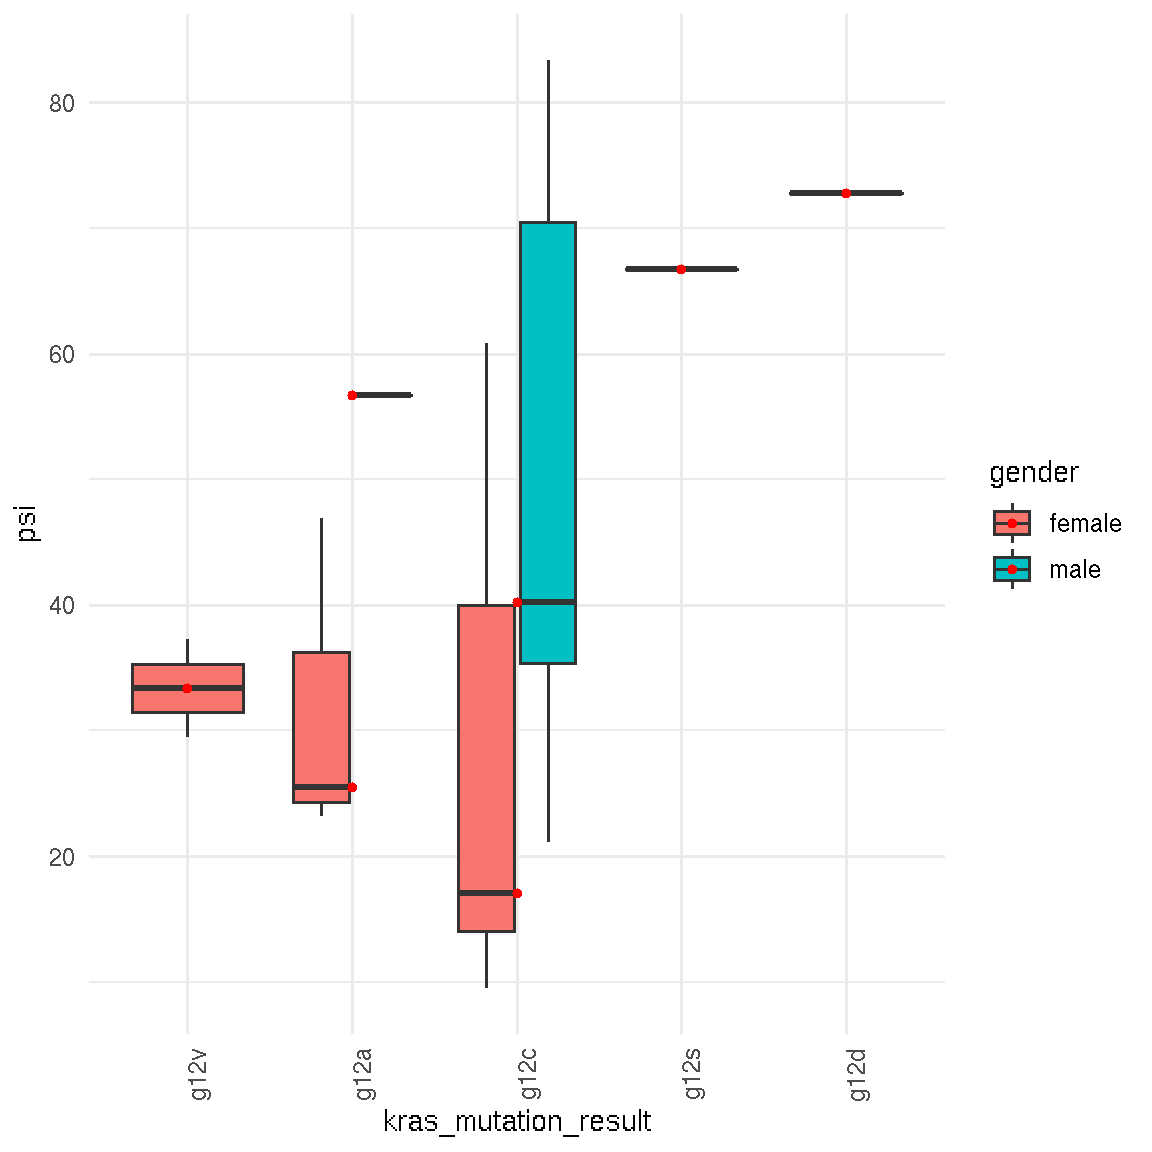 80
60
40
20
psi
g12v
g12a
g12c
g12s
g12d
kras_mutation_result
gender
female
male